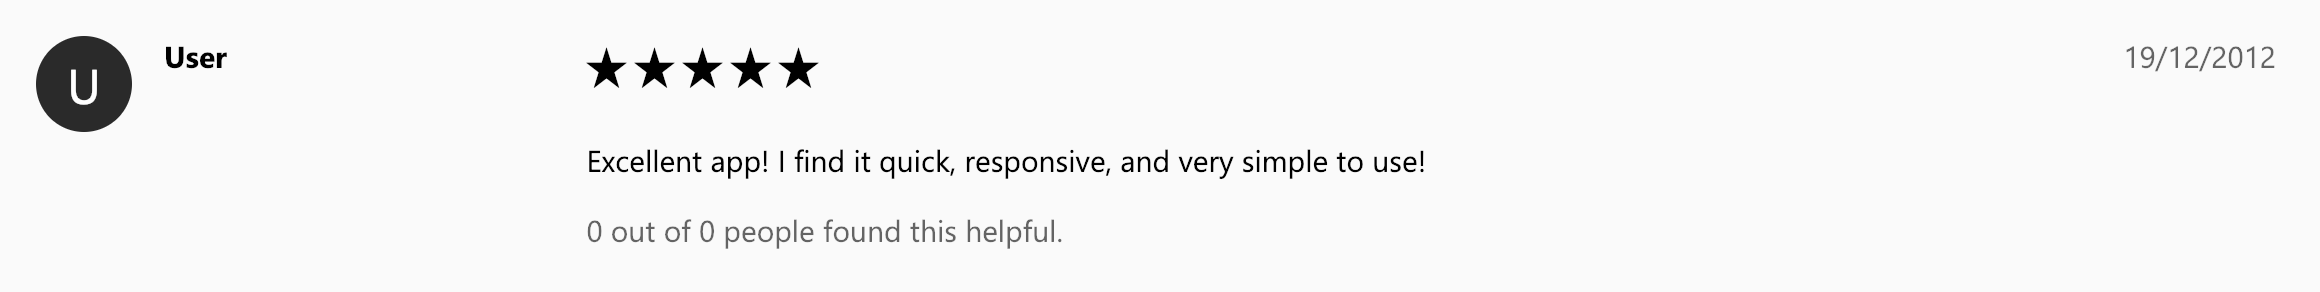 U
User
★★★★★
19/12/2012
Excellent app! I find it quick, responsive, and very simple to use!
0 out of 0 people found this helpful.